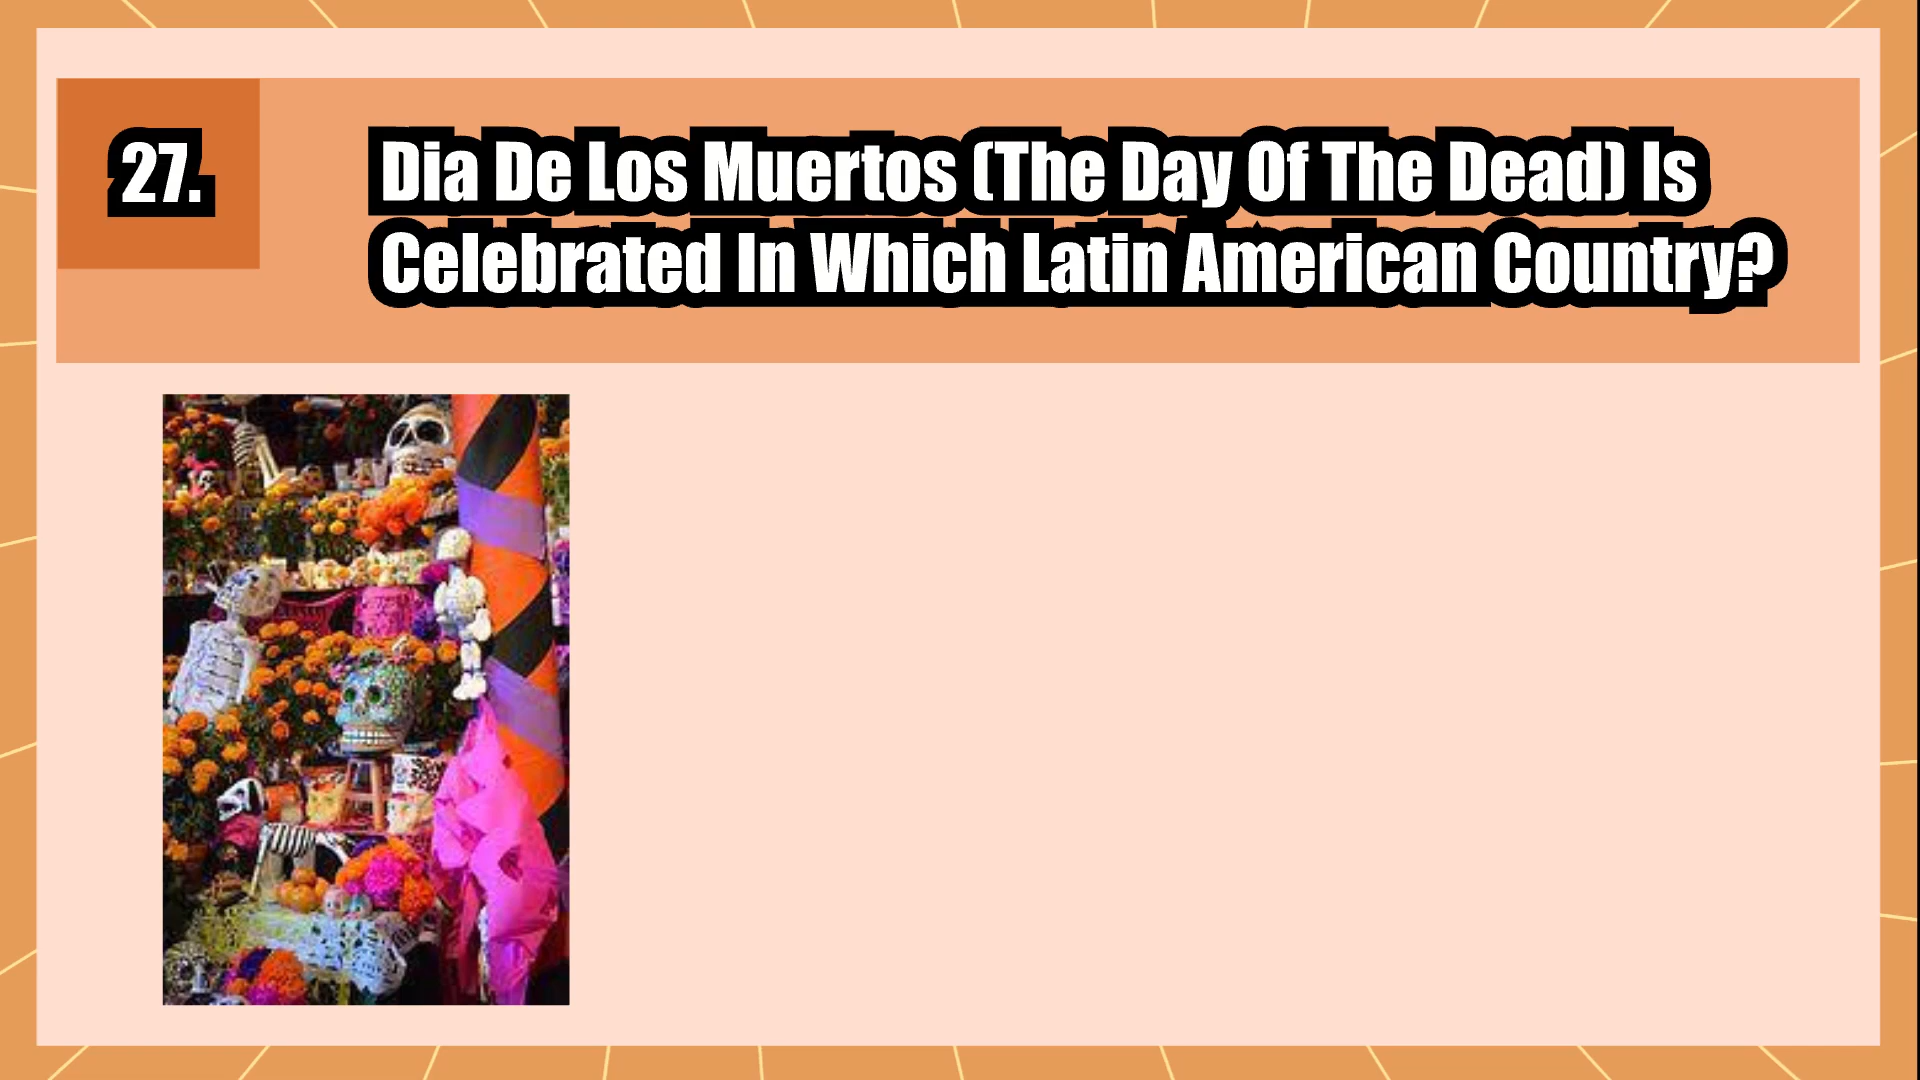 27.
Dia De Los Muertos (The Day Of The Dead) Is
Celebrated In Which Latin American Country?